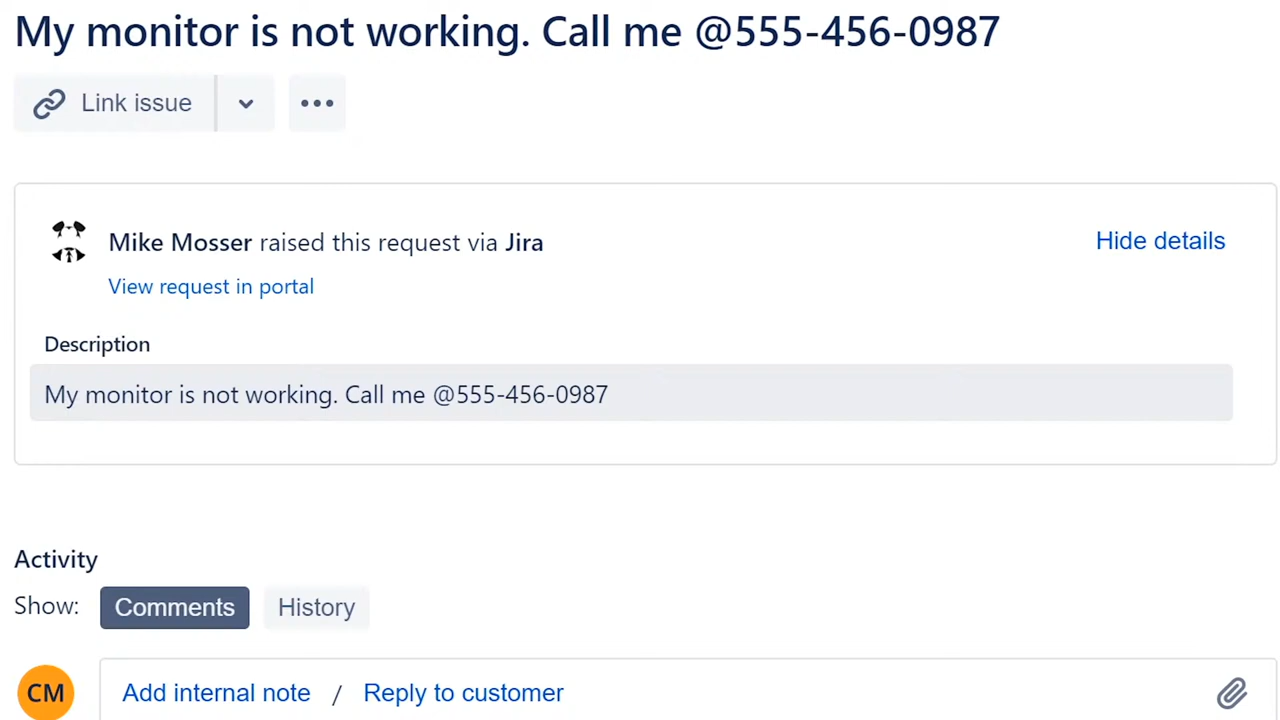 My monitor is not working. Call me @555-456-0987
Link issue
Mike Mosser raised this request via Jira
Hide details
View request in portal
Description
My monitor is not working. Call me @555-456-0987
Activity
Show: Comments History
CM Add internal note / Reply to customer